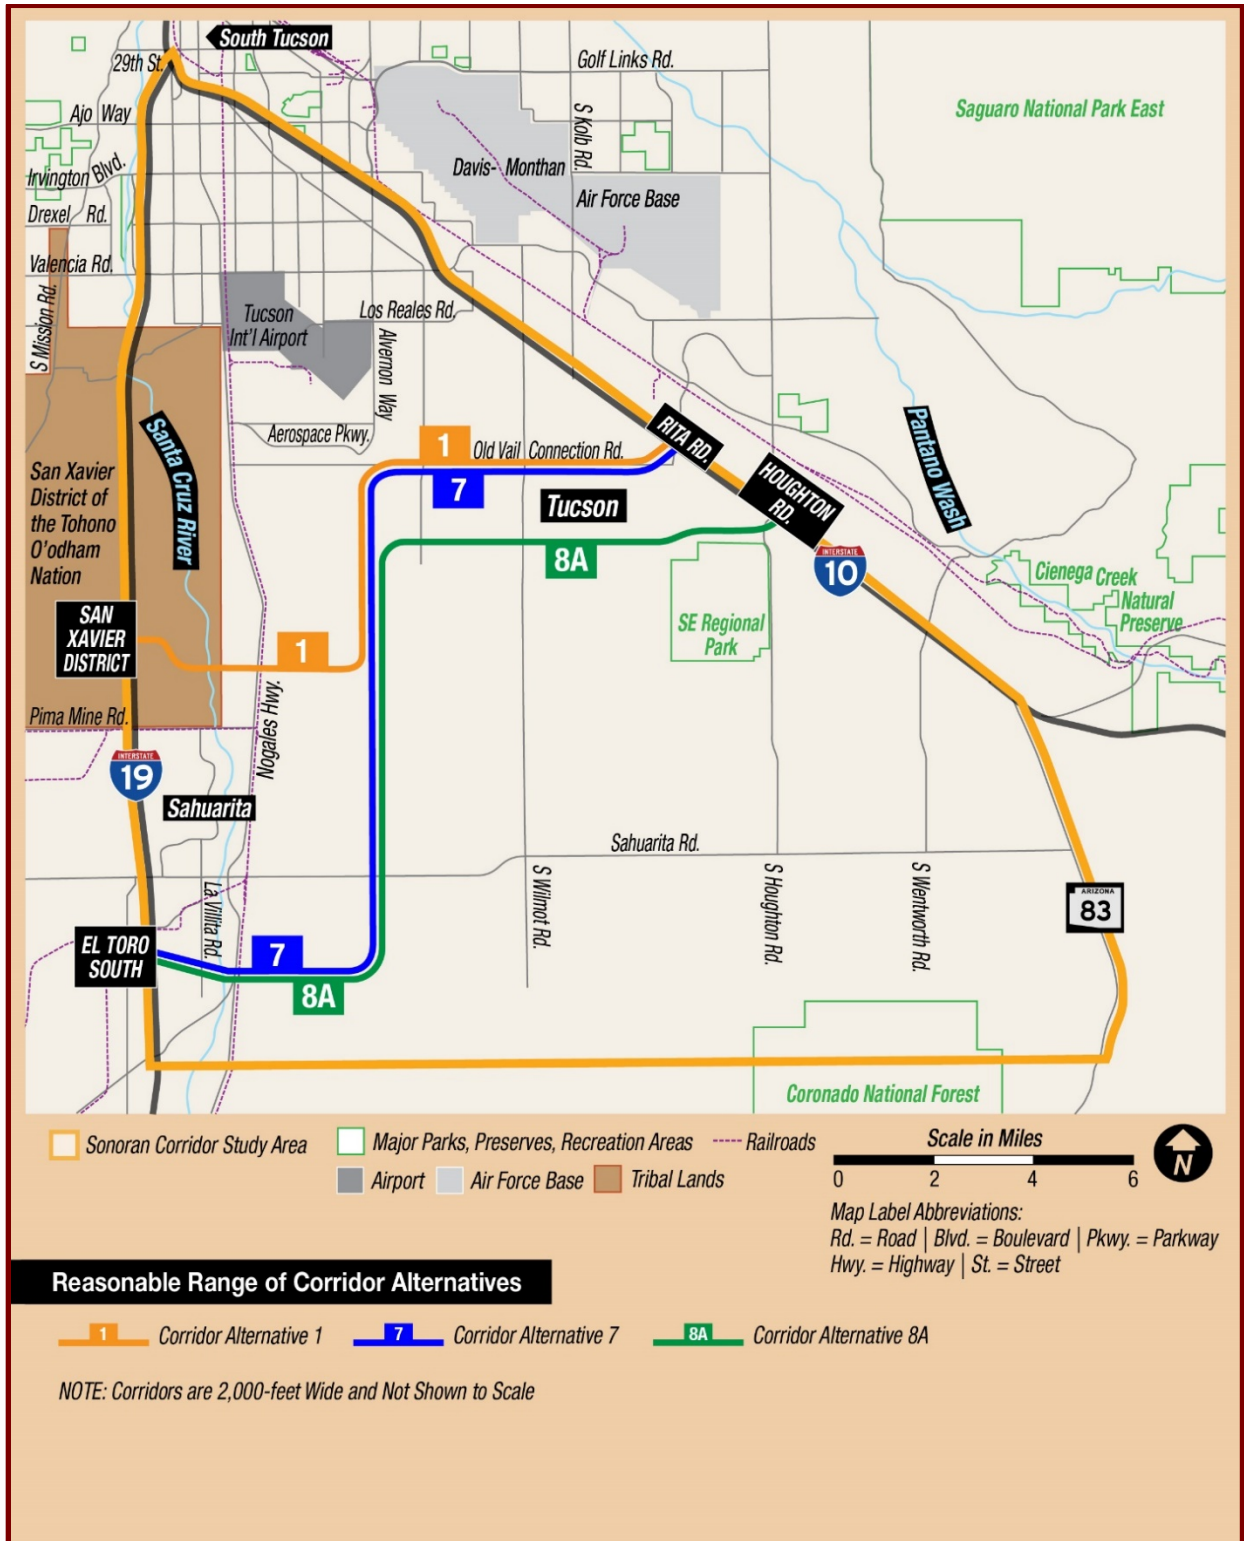 South Tucson
29th St.
Golf Links Rd.
Ajo Way
S Kolb Rd.
Saguaro National Park East
Irvington Blvd.
Davis- Monthan
Air Force Base
Drexel Rd.
Valencia Rd.
S Mission Rd.
Tucson
Int'l Airport
Los Reales Rd.
Alvernon Way
Aerospace Pkwy.
1
Old Vail Connection Rd.
RITA RD.
7
Tucson
HOUGHTON
RD.
Pantano Wash
Santa Cruz River
San Xavier
District of
the Tohono
O'odham
Nation
8A
INTERSTATE
10
Cienega Creek
Natural
Preserve
SE Regional
Park
SAN
XAVIER
DISTRICT
1
Pima Mine Rd.
Nogales Hwy.
INTERSTATE
19
Sahuarita
Sahuarita Rd.
La Villita Rd.
S Wilmot Rd.
S Houghton Rd.
S Wentworth Rd.
ARIZONA
83
EL TORO
SOUTH
7
8A
Coronado National Forest
Sonoran Corridor Study Area
Major Parks, Preserves, Recreation Areas
Railroads
Airport
Air Force Base
Tribal Lands
Scale in Miles
0 2 4 6
N
Map Label Abbreviations:
Rd. = Road | Blvd. = Boulevard | Pkwy. = Parkway
Hwy. = Highway | St. = Street
Reasonable Range of Corridor Alternatives
1 Corridor Alternative 1 7 Corridor Alternative 7 8A Corridor Alternative 8A
NOTE: Corridors are 2,000-feet Wide and Not Shown to Scale